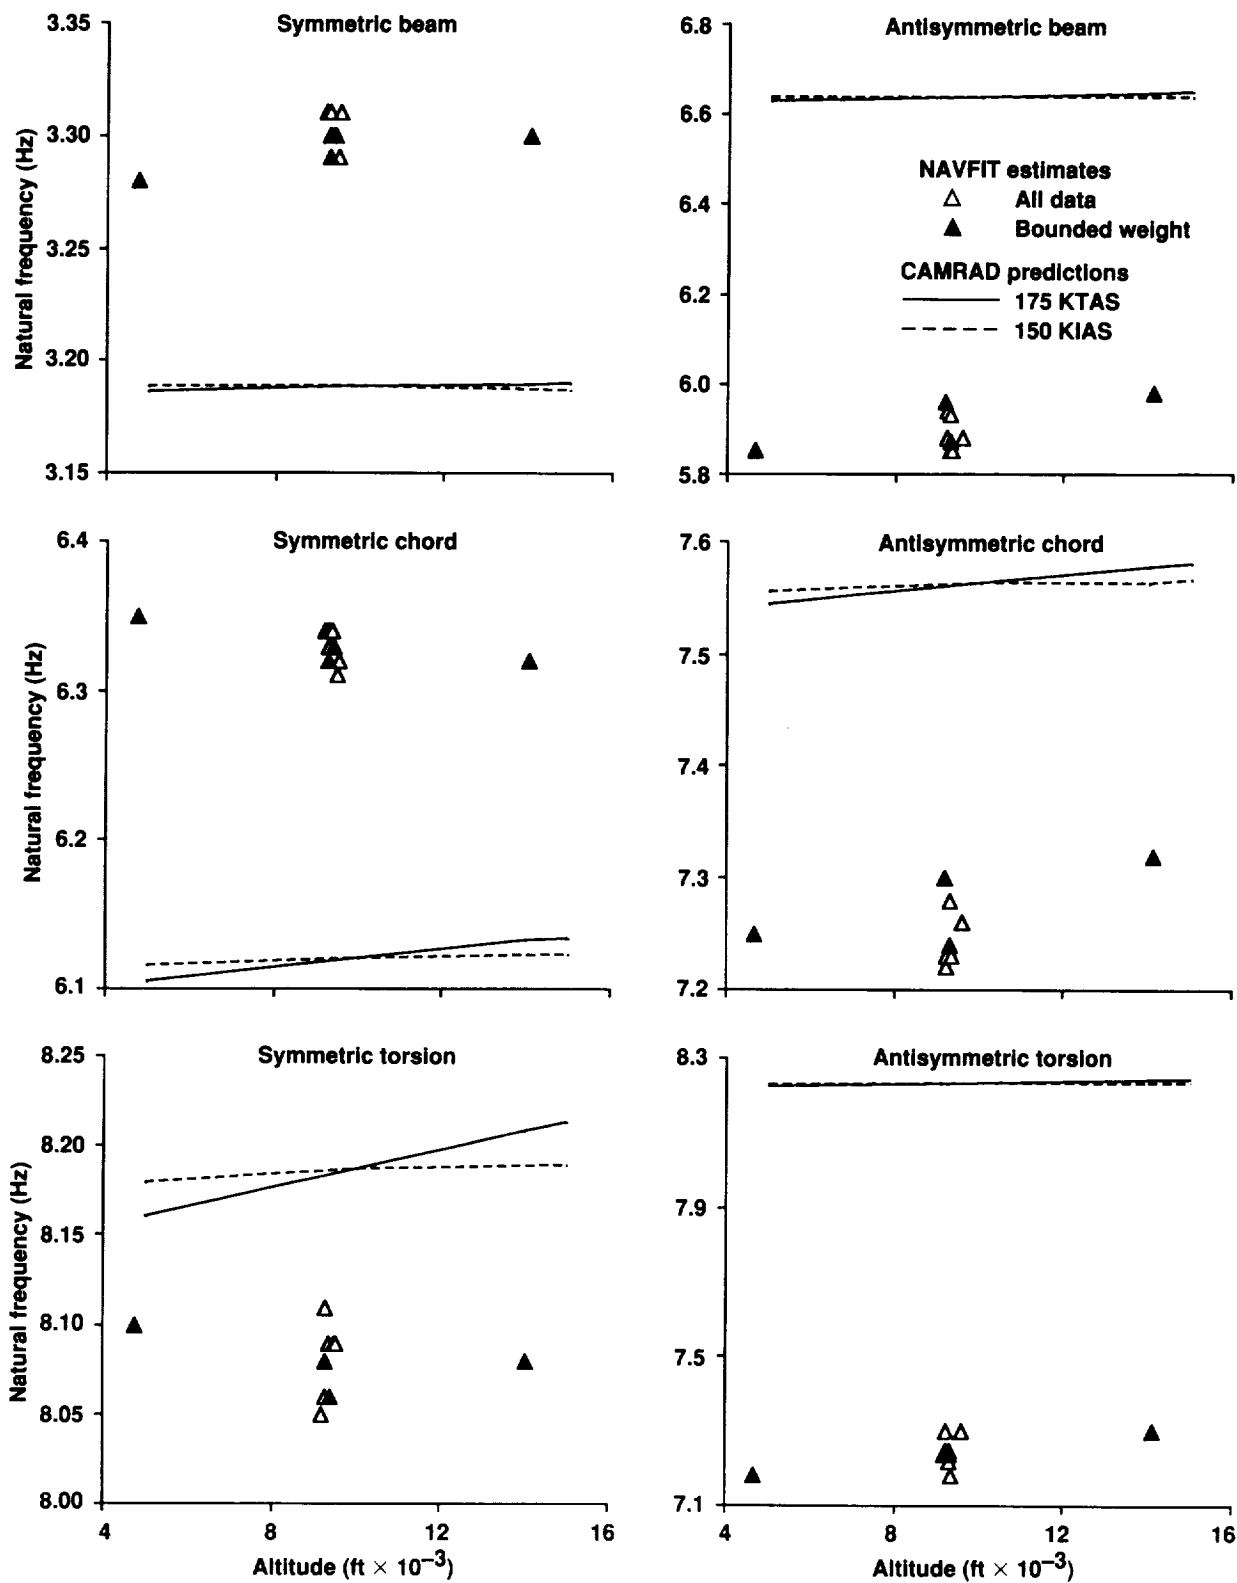 Symmetric beam
3.35
3.30
3.25
3.20
3.15
Natural frequency (Hz)
Antisymmetric beam
6.8
6.6
6.4
6.2
6.0
5.8
NAVFIT estimates
All data
Bounded weight
CAMRAD predictions
175 KTAS
150 KIAS
Symmetric chord
6.4
6.3
6.2
6.1
Natural frequency (Hz)
Antisymmetric chord
7.6
7.5
7.4
7.3
7.2
Symmetric torsion
8.25
8.20
8.15
8.10
8.05
8.00
Natural frequency (Hz)
4 8 12 16
Altitude (ft × 10⁻³)
Antisymmetric torsion
8.3
7.9
7.5
7.1
4 8 12 16
Altitude (ft × 10⁻³)